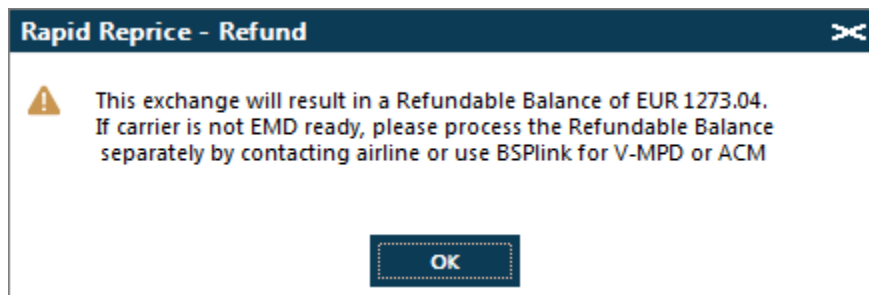 Rapid Reprice - Refund
This exchange will result in a Refundable Balance of EUR 1273.04.
If carrier is not EMD ready, please process the Refundable Balance
separately by contacting airline or use BSPlink for V-MPD or ACM
OK